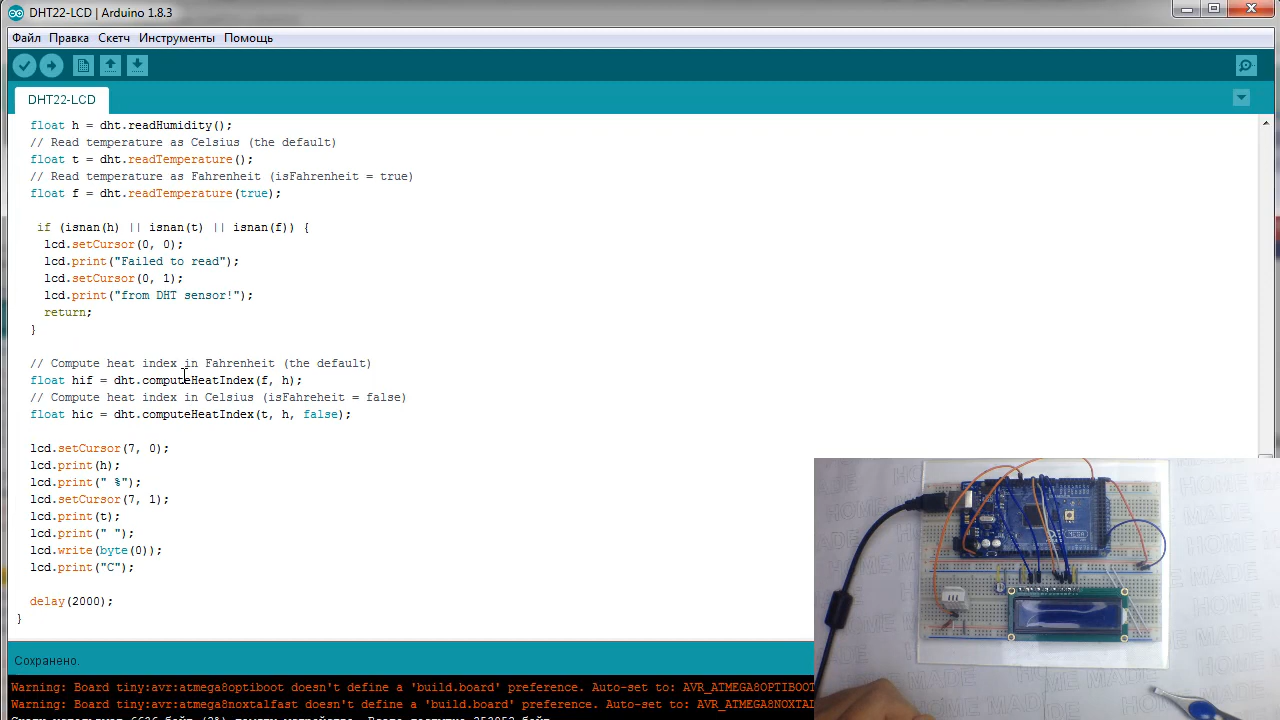 DHT22-LCD | Arduino 1.8.3
Файл Правка Скетч Инструменты Помощь
DHT22-LCD
float h = dht.readHumidity();
// Read temperature as Celsius (the default)
float t = dht.readTemperature();
// Read temperature as Fahrenheit (isFahrenheit = true)
float f = dht.readTemperature(true);
if (isnan(h) || isnan(t) || isnan(f)) {
lcd.setCursor(0, 0);
lcd.print("Failed to read");
lcd.setCursor(0, 1);
lcd.print("from DHT sensor!");
return;
}
// Compute heat index in Fahrenheit (the default)
float hif = dht.computeHeatIndex(f, h);
// Compute heat index in Celsius (isFahreheit = false)
float hic = dht.computeHeatIndex(t, h, false);
lcd.setCursor(7, 0);
lcd.print(h);
lcd.print(" %");
lcd.setCursor(7, 1);
lcd.print(t);
lcd.print(" ");
lcd.write(byte(0));
lcd.print("C");
delay(2000);
}
Сохранено.
Warning: Board tiny:avr:atmega8optiboot doesn't define a 'build.board' preference. Auto-set to: AVR_ATMEGA8OPTIBOOT
Warning: Board tiny:avr:atmega8noxtalfast doesn't define a 'build.board' preference. Auto-set to: AVR_ATMEGA8NOXTAL
MEGA
HOME MADE